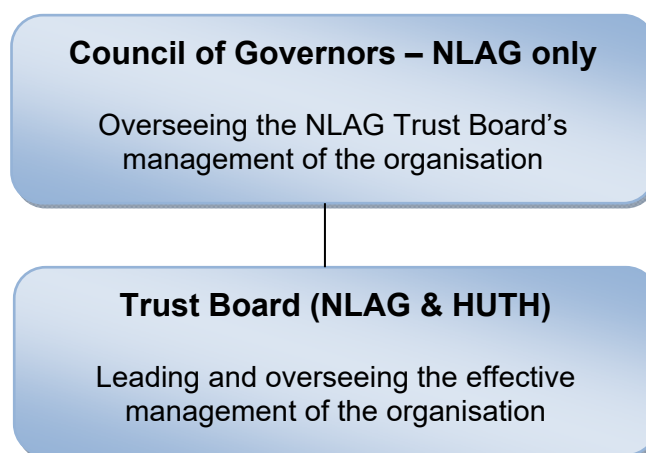 Council of Governors – NLAG only
Overseeing the NLAG Trust Board’s
management of the organisation
Trust Board (NLAG & HUTH)
Leading and overseeing the effective
management of the organisation